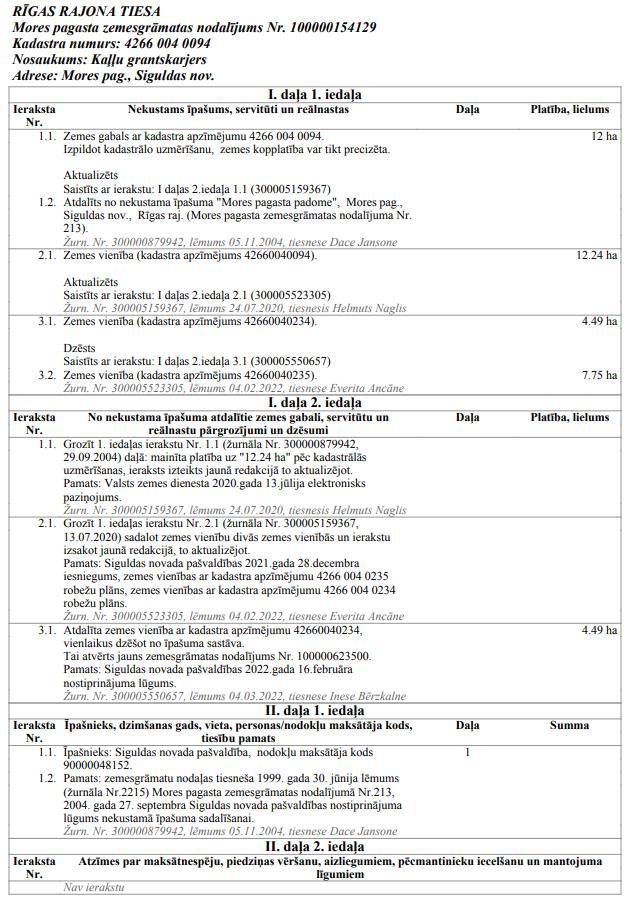 RĪGAS RAJONA TIESA
Mores pagasta zemesgrāmatas nodalījums Nr. 100000154129
Kadastra numurs: 4266 004 0094
Nosaukums: Kaļļu grantskarjers
Adrese: Mores pag., Siguldas nov.
I. daļa 1. iedaļa
Ieraksta Nr. Nekustams īpašums, servitūti un reālnastas Daļa Platība, lielums
1.1. Zemes gabals ar kadastra apzīmējumu 4266 004 0094. 12 ha
Izpildot kadastrālo uzmērīšanu, zemes kopplatība var tikt precizēta.
Aktualizēts
Saistīts ar ierakstu: I daļas 2.iedaļa 1.1 (300005159367)
1.2. Atdalīts no nekustama īpašuma "Mores pagasta padome", Mores pag.,
Siguldas nov., Rīgas raj. (Mores pagasta zemesgrāmatas nodalījuma Nr.
213).
Žurn. Nr. 300000879942, lēmums 05.11.2004, tiesnese Dace Jansone
2.1. Zemes vienība (kadastra apzīmējums 42660040094). 12.24 ha
Aktualizēts
Saistīts ar ierakstu: I daļas 2.iedaļa 2.1 (300005523305)
Žurn. Nr. 300005159367, lēmums 24.07.2020, tiesnesis Helmuts Naglis
3.1. Zemes vienība (kadastra apzīmējums 42660040234). 4.49 ha
Dzēsts
Saistīts ar ierakstu: I daļas 2.iedaļa 3.1 (300005550657)
3.2. Zemes vienība (kadastra apzīmējums 42660040235). 7.75 ha
Žurn. Nr. 300005523305, lēmums 04.02.2022, tiesnese Everita Ancāne
I. daļa 2. iedaļa
Ieraksta Nr. No nekustama īpašuma atdalītie zemes gabali, servitūtu un Daļa Platība, lielums
reālnastu pārgrozījumi un dzēsumi
1.1. Grozīt 1. iedaļas ierakstu Nr. 1.1 (žurnāla Nr. 300000879942,
29.09.2004) daļā: mainīta platība uz "12.24 ha" pēc kadastrālās
uzmērīšanas, ieraksts izteikts jaunā redakcijā to aktualizējot.
Pamats: Valsts zemes dienesta 2020.gada 13.jūlija elektronisks
paziņojums.
Žurn. Nr. 300005159367, lēmums 24.07.2020, tiesnesis Helmuts Naglis
2.1. Grozīt 1. iedaļas ierakstu Nr. 2.1 (žurnāla Nr. 300005159367,
13.07.2020) sadalot zemes vienību divās zemes vienībās un ierakstu
izsakot jaunā redakcijā, to aktualizējot.
Pamats: Siguldas novada pašvaldības 2021.gada 28.decembra
iesniegums, zemes vienības ar kadastra apzīmējumu 4266 004 0235
robežu plāns, zemes vienības ar kadastra apzīmējumu 4266 004 0234
robežu plāns.
Žurn. Nr. 300005523305, lēmums 04.02.2022, tiesnese Everita Ancāne
3.1. Atdalīta zemes vienība ar kadastra apzīmējumu 42660040234, 4.49 ha
vienlaikus dzēšot no īpašuma sastāva.
Tai atvērts jauns zemesgrāmatas nodalījums Nr. 100000623500.
Pamats: Siguldas novada pašvaldības 2022.gada 16.februāra
nostiprinājuma lūgums.
Žurn. Nr. 300005550657, lēmums 04.03.2022, tiesnese Inese Bērzkalne
II. daļa 1. iedaļa
Ieraksta Nr. Īpašnieks, dzimšanas gads, vieta, personas/nodokļu maksātāja kods, Daļa Summa
tiesību pamats
1.1. Īpašnieks: Siguldas novada pašvaldība, nodokļu maksātāja kods 1
90000048152.
1.2. Pamats: zemesgrāmatu nodaļas tiesneša 1999. gada 30. jūnija lēmums
(žurnāla Nr.2215) Mores pagasta zemesgrāmatas nodalījumā Nr.213,
2004. gada 27. septembra Siguldas novada pašvaldības nostiprinājuma
lūgums nekustamā īpašuma sadalīšanai.
Žurn. Nr. 300000879942, lēmums 05.11.2004, tiesnese Dace Jansone
II. daļa 2. iedaļa
Ieraksta Nr. Atzīmes par maksātnespēju, piedziņas vēršanu, aizliegumiem, pēcmantinieku iecelšanu un mantojuma
līgumiem
Nav ierakstu